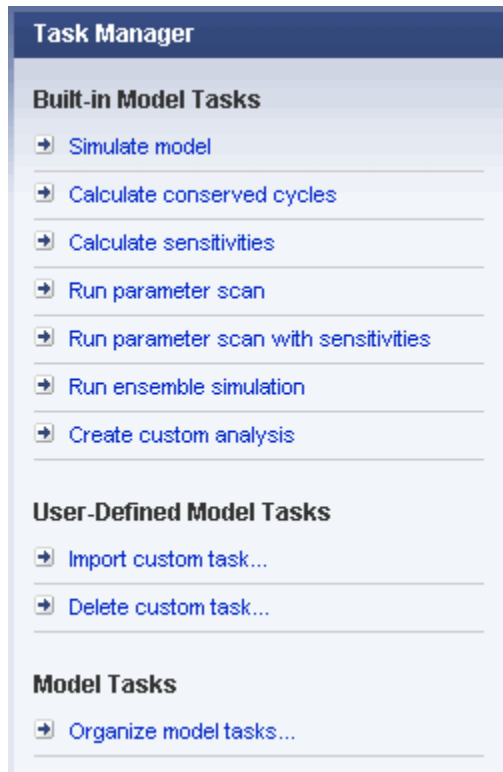 Task Manager
Built-in Model Tasks
Simulate model
Calculate conserved cycles
Calculate sensitivities
Run parameter scan
Run parameter scan with sensitivities
Run ensemble simulation
Create custom analysis
User-Defined Model Tasks
Import custom task...
Delete custom task...
Model Tasks
Organize model tasks...